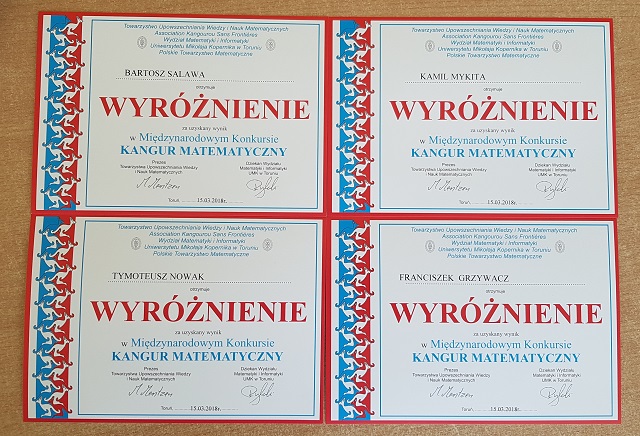 Towarzystwo Upowszechniania Wiedzy i Nauk Matematycznych
Association Kangourou Sans Frontières
Wydział Matematyki i Informatyki
Uniwersytetu Mikołaja Kopernika w Toruniu
Polskie Towarzystwo Matematyczne
BARTOSZ SALAWA
otrzymuje
WYRÓŻNIENIE
za uzyskany wynik
w Międzynarodowym Konkursie
KANGUR MATEMATYCZNY
Prezes
Towarzystwa Upowszechniania Wiedzy
i Nauk Matematycznych
Dziekan Wydziału
Matematyki i Informatyki
UMK w Toruniu
Toruń, 15.03.2018r.
Towarzystwo Upowszechniania Wiedzy i Nauk Matematycznych
Association Kangourou Sans Frontières
Wydział Matematyki i Informatyki
Uniwersytetu Mikołaja Kopernika w Toruniu
Polskie Towarzystwo Matematyczne
KAMIL MYKITA
otrzymuje
WYRÓŻNIENIE
za uzyskany wynik
w Międzynarodowym Konkursie
KANGUR MATEMATYCZNY
Prezes
Towarzystwa Upowszechniania Wiedzy
i Nauk Matematycznych
Dziekan Wydziału
Matematyki i Informatyki
UMK w Toruniu
Toruń, 15.03.2018r.
Towarzystwo Upowszechniania Wiedzy i Nauk Matematycznych
Association Kangourou Sans Frontières
Wydział Matematyki i Informatyki
Uniwersytetu Mikołaja Kopernika w Toruniu
Polskie Towarzystwo Matematyczne
TYMOTEUSZ NOWAK
otrzymuje
WYRÓŻNIENIE
za uzyskany wynik
w Międzynarodowym Konkursie
KANGUR MATEMATYCZNY
Prezes
Towarzystwa Upowszechniania Wiedzy
i Nauk Matematycznych
Dziekan Wydziału
Matematyki i Informatyki
UMK w Toruniu
Toruń, 15.03.2018r.
Towarzystwo Upowszechniania Wiedzy i Nauk Matematycznych
Association Kangourou Sans Frontières
Wydział Matematyki i Informatyki
Uniwersytetu Mikołaja Kopernika w Toruniu
Polskie Towarzystwo Matematyczne
FRANCISZEK GRZYWACZ
otrzymuje
WYRÓŻNIENIE
za uzyskany wynik
w Międzynarodowym Konkursie
KANGUR MATEMATYCZNY
Prezes
Towarzystwa Upowszechniania Wiedzy
i Nauk Matematycznych
Dziekan Wydziału
Matematyki i Informatyki
UMK w Toruniu
Toruń, 15.03.2018r.